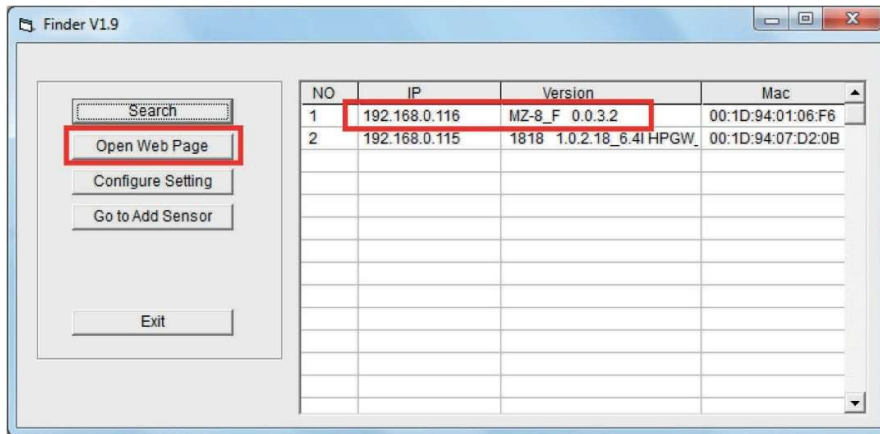 Finder V1.9
Search
Open Web Page
Configure Setting
Go to Add Sensor
Exit
NO IP Version Mac
1 192.168.0.116 MZ-8_F 0.0.3.2 00:1D:94:01:06:F6
2 192.168.0.115 1818 1.0.2.18_6.4I HPGW_ 00:1D:94:07:D2:0B